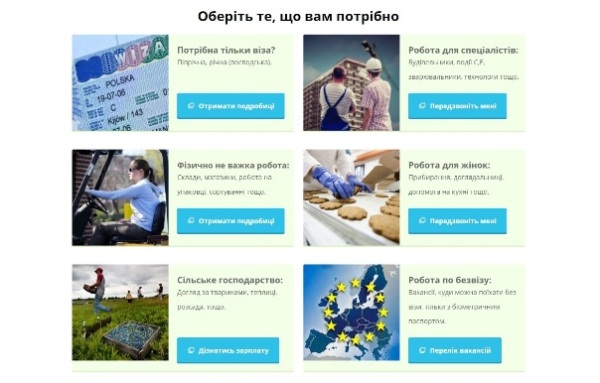 Оберіть те, що вам потрібно
Потрібна тільки віза?
Піврічна, річна (господська).
Отримати подробиці
Робота для спеціалістів:
Будівельники, водії С,Е,
зварювальники, технологи тощо.
Передзвоніть мені
WIZA
POLSKA
19-07-06
C
Kijów / 143
Фізично не важка робота:
Склади, магазини, робота на
упаковці, сортуванні тощо.
Отримати подробиці
Робота для жінок:
Прибирання, доглядальниці,
допомога на кухні тощо.
Передзвоніть мені
Сільське господарство:
Догляд за тваринами, теплиці,
розсада, тощо.
Дізнатись зарплату
Робота по безвізу:
Вакансії, куди можна поїхати без
візи, тільки з біометричним
паспортом.
Перелік вакансій